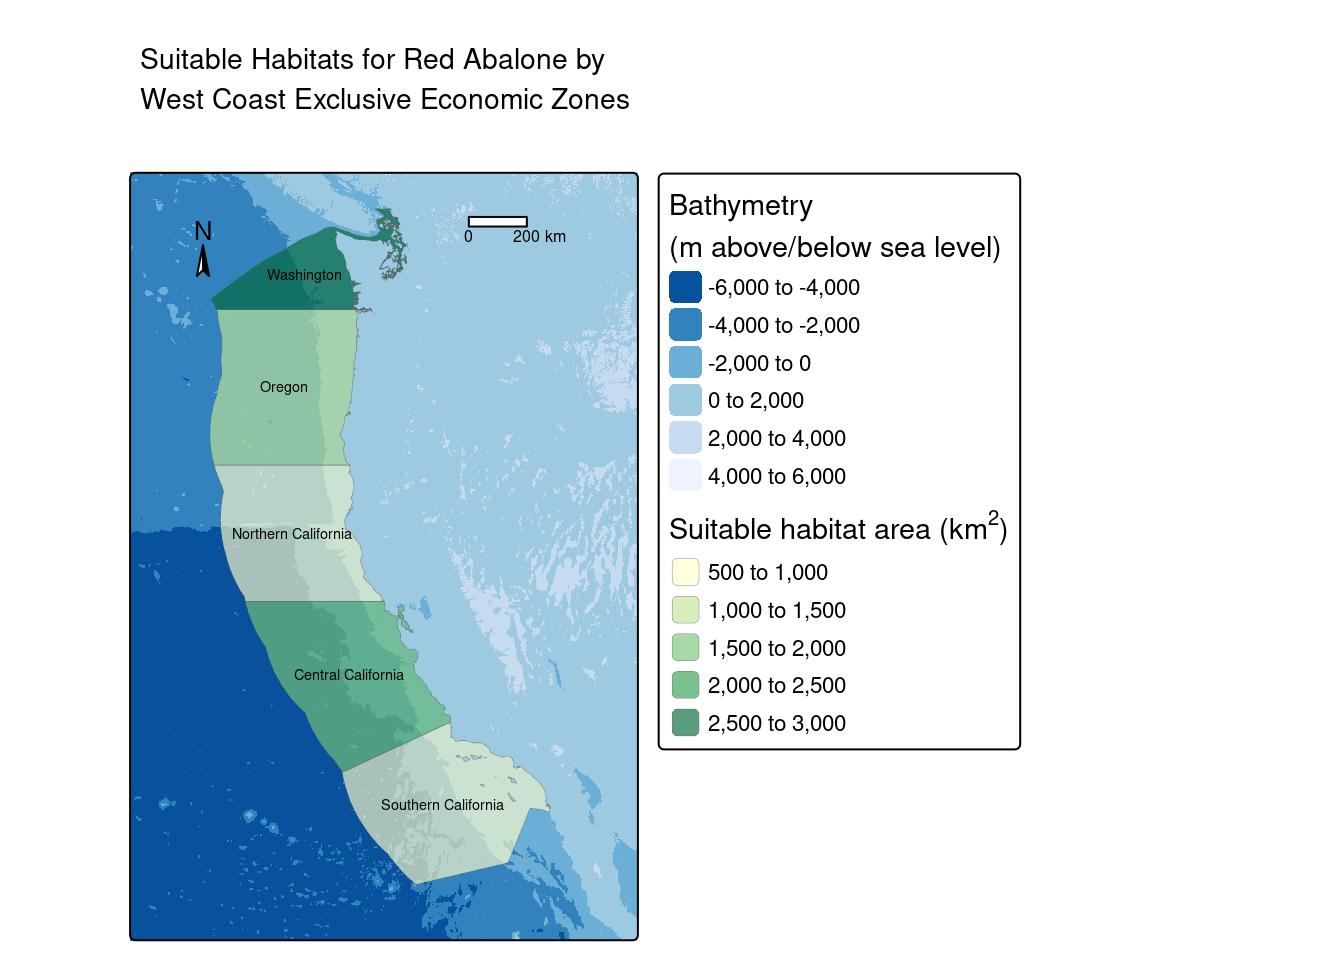 Suitable Habitats for Red Abalone by
West Coast Exclusive Economic Zones
N
0 200 km
Washington
Oregon
Northern California
Central California
Southern California
Bathymetry
(m above/below sea level)
-6,000 to -4,000
-4,000 to -2,000
-2,000 to 0
0 to 2,000
2,000 to 4,000
4,000 to 6,000
Suitable habitat area (km²)
500 to 1,000
1,000 to 1,500
1,500 to 2,000
2,000 to 2,500
2,500 to 3,000